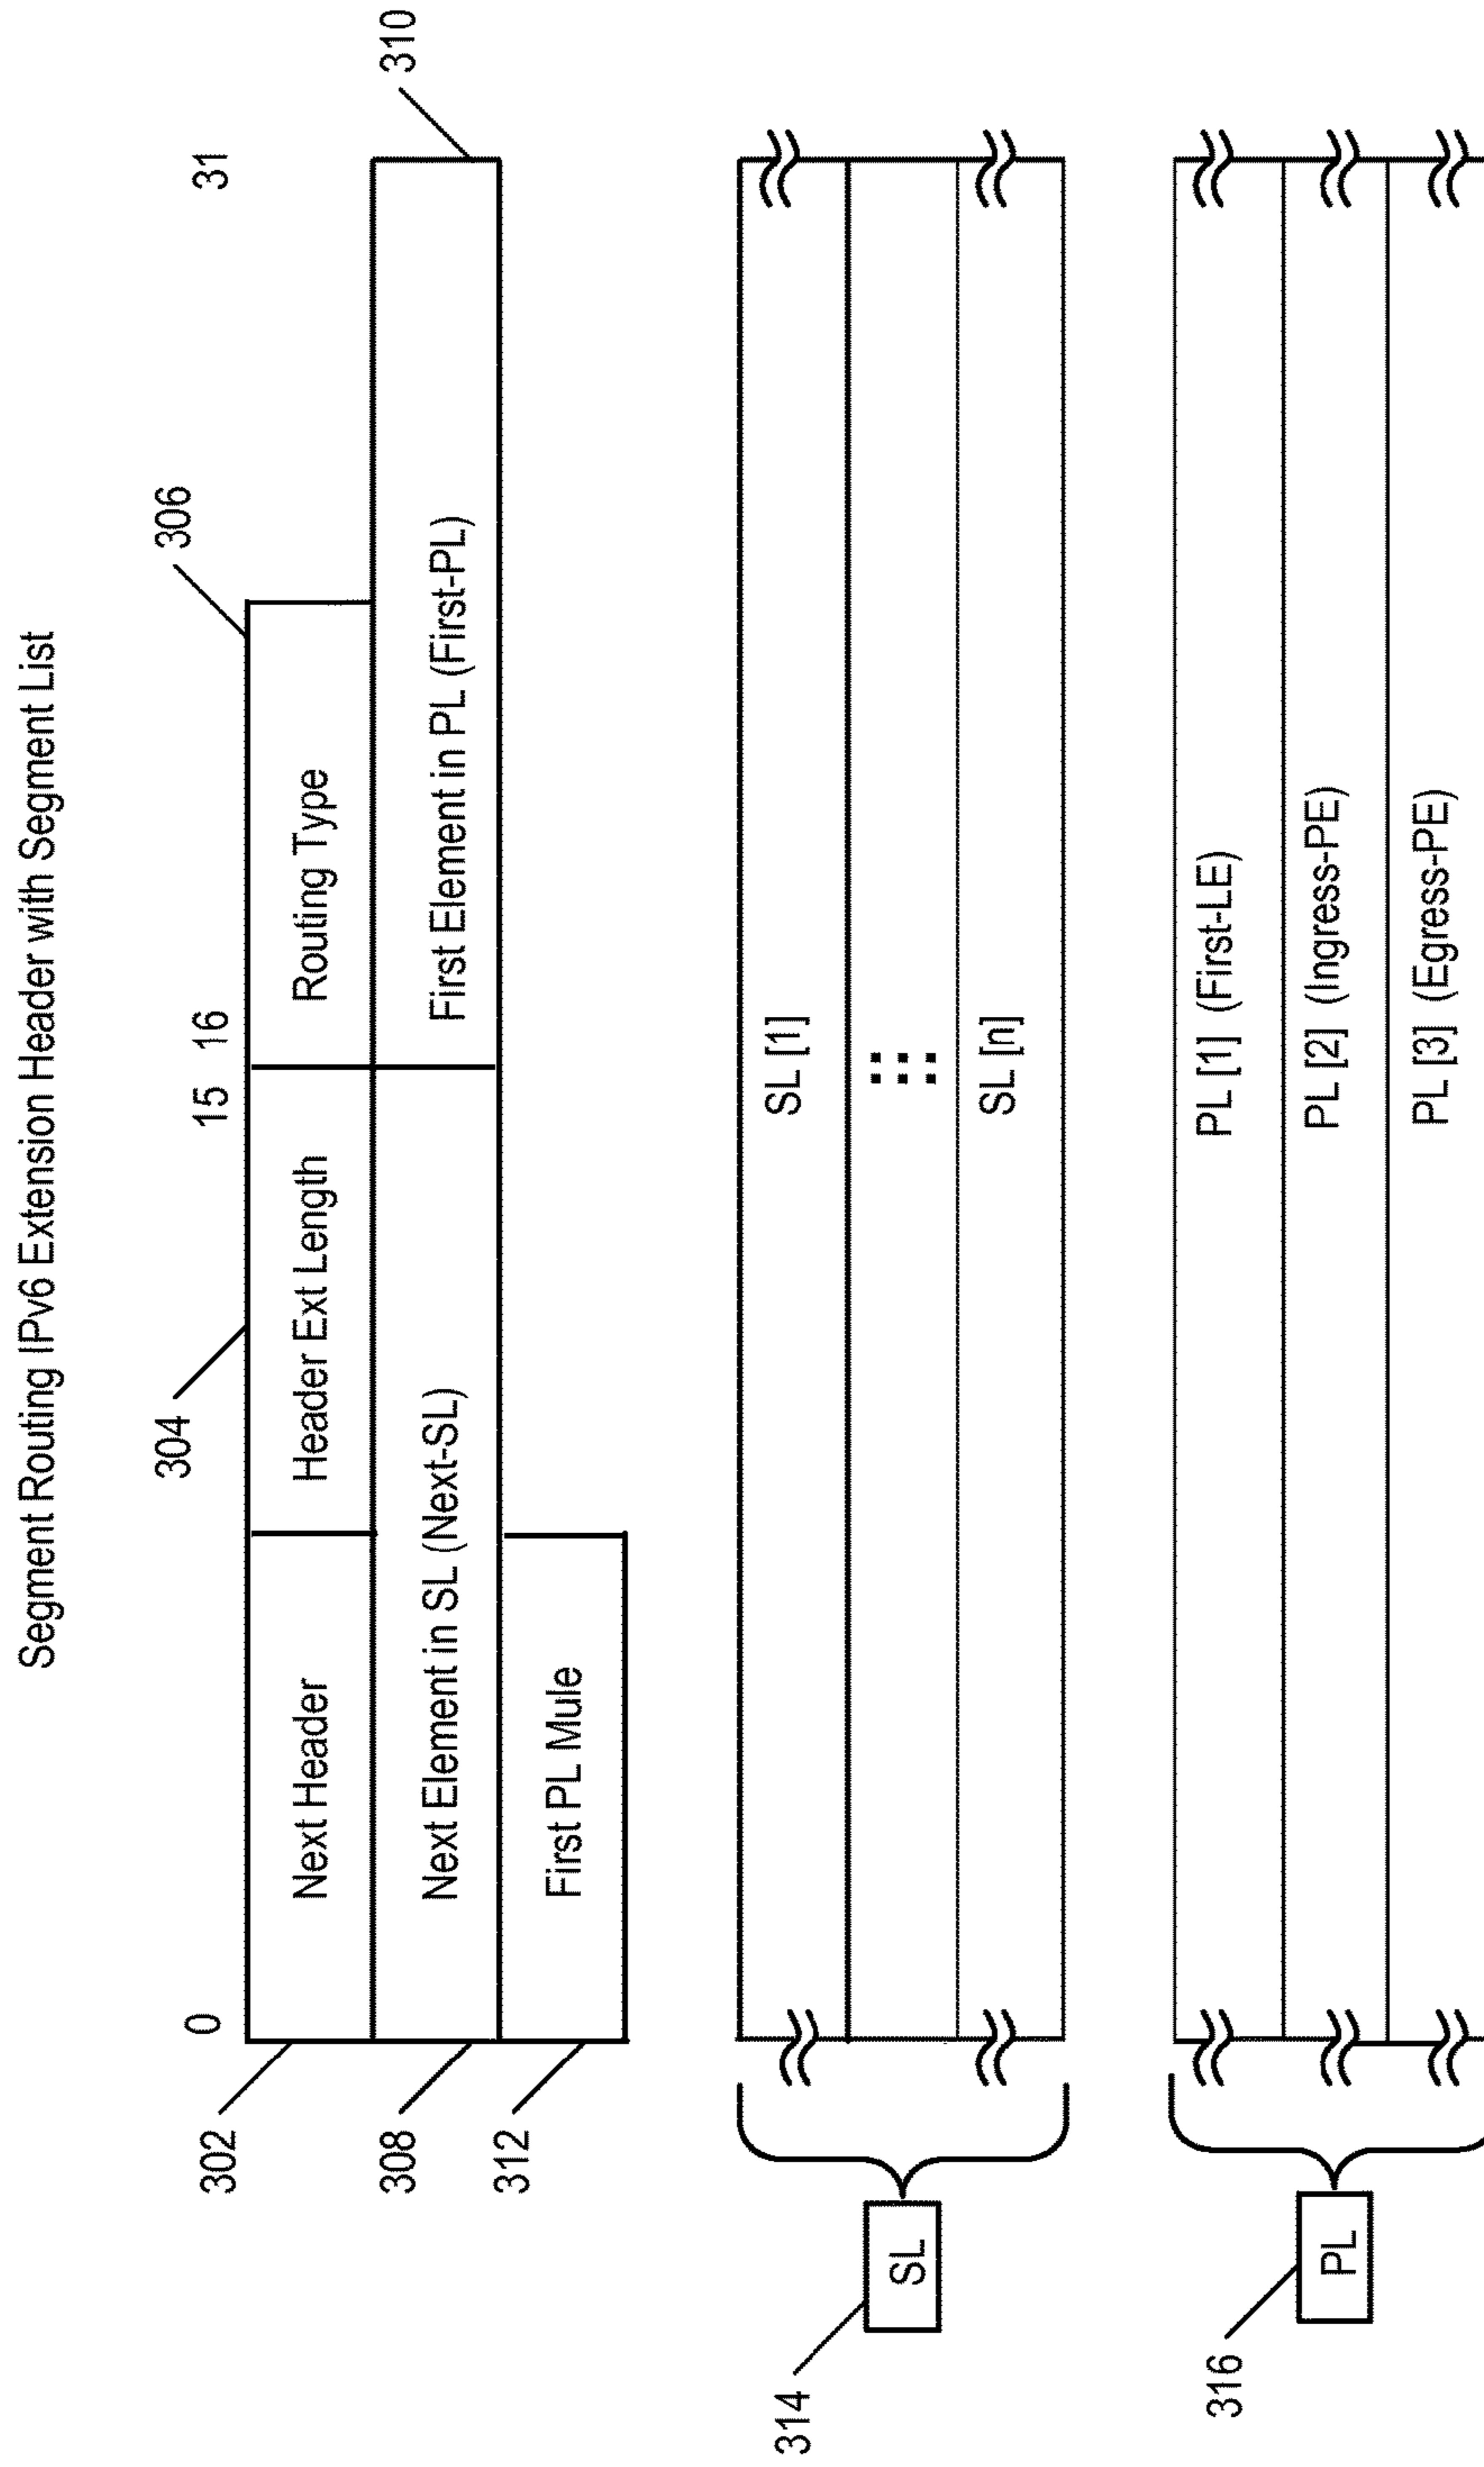 Segment Routing IPv6 Extension Header with Segment List
0 15 16 31
304 306
302 Next Header Header Ext Length Routing Type
308 Next Element in SL (Next-SL) First Element in PL (First-PL) 310
312 First PL Mule
314 SL
SL [1]
SL [n]
316 PL
PL [1] (First-LE)
PL [2] (Ingress-PE)
PL [3] (Egress-PE)